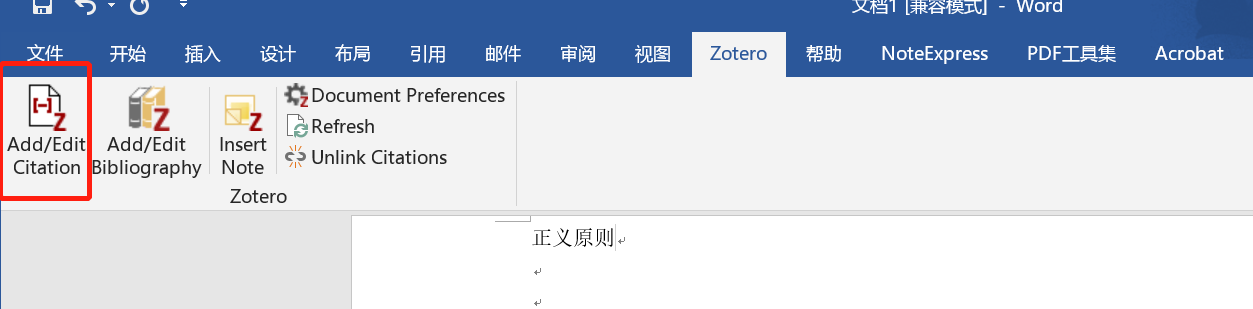 文档1 [兼容模式] - Word
文件 开始 插入 设计 布局 引用 邮件 审阅 视图 Zotero 帮助 NoteExpress PDF工具集 Acrobat
Add/Edit Citation
Add/Edit Bibliography
Insert Note
Document Preferences
Refresh
Unlink Citations
Zotero
正义原则